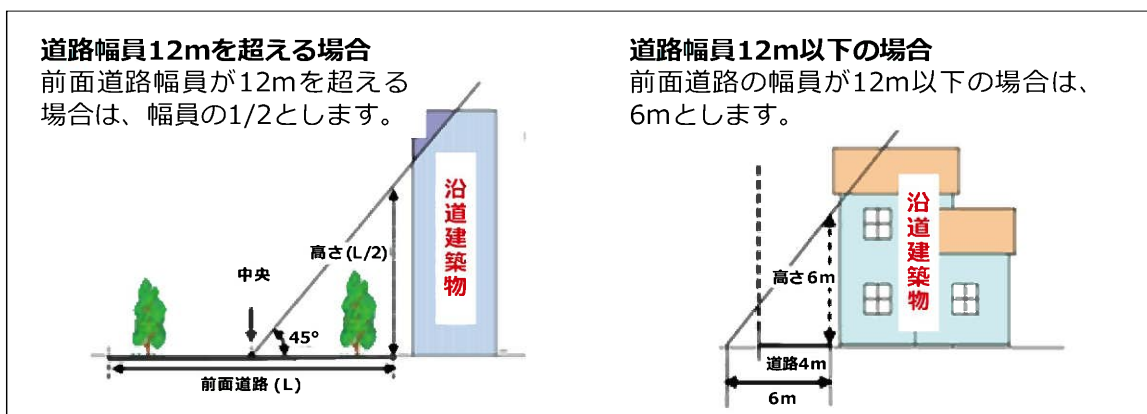 道路幅員12mを超える場合
前面道路幅員が12mを超える
場合は、幅員の1/2とします。
沿道建築物
高さ(L/2)
中央
45°
前面道路 (L)
道路幅員12m以下の場合
前面道路の幅員が12m以下の場合は、
6mとします。
沿道建築物
高さ6m
道路4m
6m